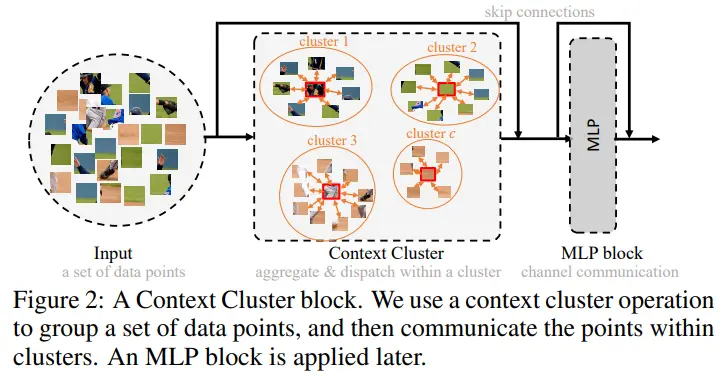 skip connections
cluster 1
cluster 2
cluster 3
cluster c
MLP
Input
a set of data points
Context Cluster
aggregate & dispatch within a cluster
MLP block
channel communication
Figure 2: A Context Cluster block. We use a context cluster operation
to group a set of data points, and then communicate the points within
clusters. An MLP block is applied later.